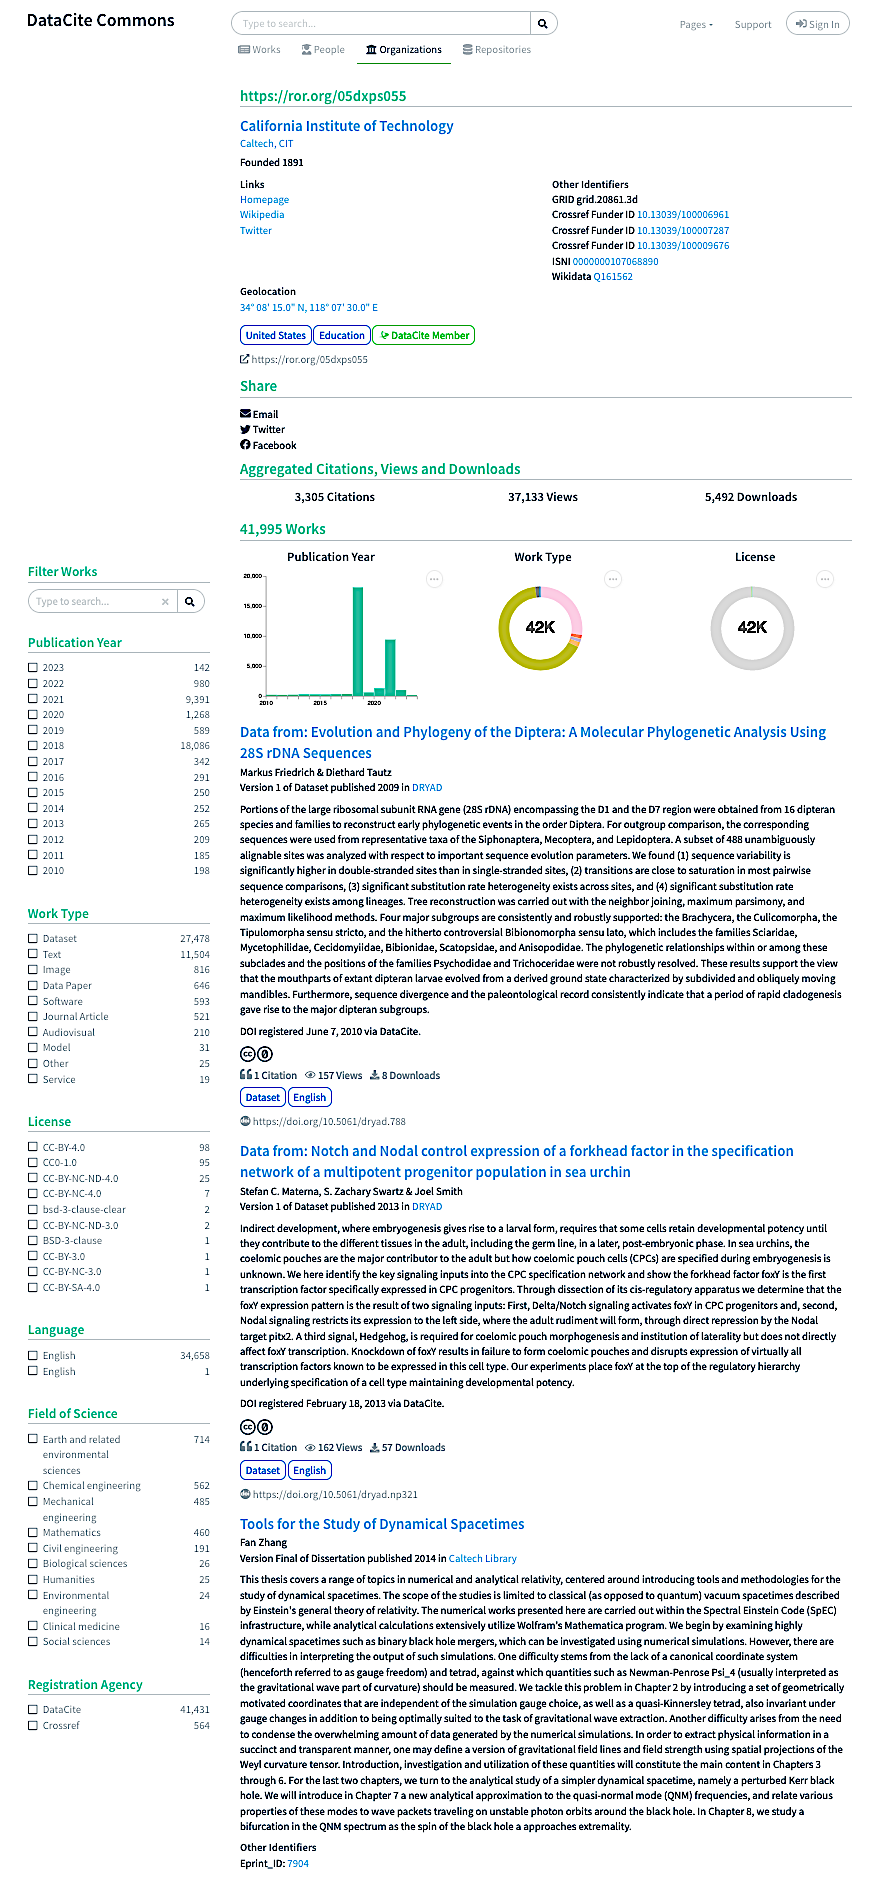 DataCite Commons
Type to search...
Pages
Support
Sign In
Works
People
Organizations
Repositories
https://ror.org/05dxps055
California Institute of Technology
Caltech, CIT
Founded 1891
Links
Homepage
Wikipedia
Twitter
Other Identifiers
GRID grid.20861.3d
Crossref Funder ID 10.13039/100006961
Crossref Funder ID 10.13039/100007287
Crossref Funder ID 10.13039/100009676
ISNI 0000000107068890
Wikidata Q161562
Geolocation
34° 08' 15.0" N, 118° 07' 30.0" E
United States
Education
DataCite Member
https://ror.org/05dxps055
Share
Email
Twitter
Facebook
Aggregated Citations, Views and Downloads
3,305 Citations
37,133 Views
5,492 Downloads
41,995 Works
Publication Year
20,000
15,000
10,000
5,000
0
2010
2015
2020
Work Type
42K
License
42K
Filter Works
Type to search...
Publication Year
2023 142
2022 980
2021 9,391
2020 1,268
2019 589
2018 18,086
2017 342
2016 291
2015 250
2014 252
2013 265
2012 209
2011 185
2010 198
Work Type
Dataset 27,478
Text 11,504
Image 816
Data Paper 646
Software 593
Journal Article 521
Audiovisual 210
Model 31
Other 25
Service 19
License
CC-BY-4.0 98
CC0-1.0 95
CC-BY-NC-ND-4.0 25
CC-BY-NC-4.0 7
bsd-3-clause-clear 2
CC-BY-NC-ND-3.0 2
BSD-3-clause 1
CC-BY-3.0 1
CC-BY-NC-3.0 1
CC-BY-SA-4.0 1
Language
English 34,658
English 1
Field of Science
Earth and related 714
environmental
sciences
Chemical engineering 562
Mechanical 485
engineering
Mathematics 460
Civil engineering 191
Biological sciences 26
Humanities 25
Environmental 24
engineering
Clinical medicine 16
Social sciences 14
Registration Agency
DataCite 41,431
Crossref 564
Data from: Evolution and Phylogeny of the Diptera: A Molecular Phylogenetic Analysis Using
28S rDNA Sequences
Markus Friedrich & Diethard Tautz
Version 1 of Dataset published 2009 in DRYAD
Portions of the large ribosomal subunit RNA gene (28S rDNA) encompassing the D1 and the D7 region were obtained from 16 dipteran
species and families to reconstruct early phylogenetic events in the order Diptera. For outgroup comparison, the corresponding
sequences were used from representative taxa of the Siphonaptera, Mecoptera, and Lepidoptera. A subset of 488 unambiguously
alignable sites was analyzed with respect to important sequence evolution parameters. We found (1) sequence variability is
significantly higher in double-stranded sites than in single-stranded sites, (2) transitions are close to saturation in most pairwise
sequence comparisons, (3) significant substitution rate heterogeneity exists across sites, and (4) significant substitution rate
heterogeneity exists among lineages. Tree reconstruction was carried out with the neighbor joining, maximum parsimony, and
maximum likelihood methods. Four major subgroups are consistently and robustly supported: the Brachycera, the Culicomorpha, the
Tipulomorpha sensu stricto, and the hitherto controversial Bibionomorpha sensu lato, which includes the families Sciaridae,
Mycetophilidae, Cecidomyiidae, Bibionidae, Scatopsidae, and Anisopodidae. The phylogenetic relationships within or among these
subclades and the positions of the families Psychodidae and Trichoceridae were not robustly resolved. These results support the view
that the mouthparts of extant dipteran larvae evolved from a derived ground state characterized by subdivided and obliquely moving
mandibles. Furthermore, sequence divergence and the paleontological record consistently indicate that a period of rapid cladogenesis
gave rise to the major dipteran subgroups.
DOI registered June 7, 2010 via DataCite.
1 Citation 157 Views 8 Downloads
Dataset English
https://doi.org/10.5061/dryad.788
Data from: Notch and Nodal control expression of a forkhead factor in the specification
network of a multipotent progenitor population in sea urchin
Stefan C. Materna, S. Zachary Swartz & Joel Smith
Version 1 of Dataset published 2013 in DRYAD
Indirect development, where embryogenesis gives rise to a larval form, requires that some cells retain developmental potency until
they contribute to the different tissues in the adult, including the germ line, in a later, post-embryonic phase. In sea urchins, the
coelomic pouches are the major contributor to the adult but how coelomic pouch cells (CPCs) are specified during embryogenesis is
unknown. We here identify the key signaling inputs into the CPC specification network and show the forkhead factor foxY is the first
transcription factor specifically expressed in CPC progenitors. Through dissection of its cis-regulatory apparatus we determine that the
foxY expression pattern is the result of two signaling inputs: First, Delta/Notch signaling activates foxY in CPC progenitors and, second,
Nodal signaling restricts its expression to the left side, where the adult rudiment will form, through direct repression by the Nodal
target pitx2. A third signal, Hedgehog, is required for coelomic pouch morphogenesis and institution of laterality but does not directly
affect foxY transcription. Knockdown of foxY results in failure to form coelomic pouches and disrupts expression of virtually all
transcription factors known to be expressed in this cell type. Our experiments place foxY at the top of the regulatory hierarchy
underlying specification of a cell type maintaining developmental potency.
DOI registered February 18, 2013 via DataCite.
1 Citation 162 Views 57 Downloads
Dataset English
https://doi.org/10.5061/dryad.np321
Tools for the Study of Dynamical Spacetimes
Fan Zhang
Version Final of Dissertation published 2014 in Caltech Library
This thesis covers a range of topics in numerical and analytical relativity, centered around introducing tools and methodologies for the
study of dynamical spacetimes. The scope of the studies is limited to classical (as opposed to quantum) vacuum spacetimes described
by Einstein's general theory of relativity. The numerical works presented here are carried out within the Spectral Einstein Code (SpEC)
infrastructure, while analytical calculations extensively utilize Wolfram's Mathematica program. We begin by examining highly
dynamical spacetimes such as binary black hole mergers, which can be investigated using numerical simulations. However, there are
difficulties in interpreting the output of such simulations. One difficulty stems from the lack of a canonical coordinate system
(henceforth referred to as gauge freedom) and tetrad, against which quantities such as Newman-Penrose Psi_4 (usually interpreted as
the gravitational wave part of curvature) should be measured. We tackle this problem in Chapter 2 by introducing a set of geometrically
motivated coordinates that are independent of the simulation gauge choice, as well as a quasi-Kinnersley tetrad, also invariant under
gauge changes in addition to being optimally suited to the task of gravitational wave extraction. Another difficulty arises from the need
to condense the overwhelming amount of data generated by the numerical simulations. In order to extract physical information in a
succinct and transparent manner, one may define a version of gravitational field lines and field strength using spatial projections of the
Weyl curvature tensor. Introduction, investigation and utilization of these quantities will constitute the main content in Chapters 3
through 6. For the last two chapters, we turn to the analytical study of a simpler dynamical spacetime, namely a perturbed Kerr black
hole. We will introduce in Chapter 7 a new analytical approximation to the quasi-normal mode (QNM) frequencies, and relate various
properties of these modes to wave packets traveling on unstable photon orbits around the black hole. In Chapter 8, we study a
bifurcation in the QNM spectrum as the spin of the black hole a approaches extremality.
Other Identifiers
Eprint_ID: 7904